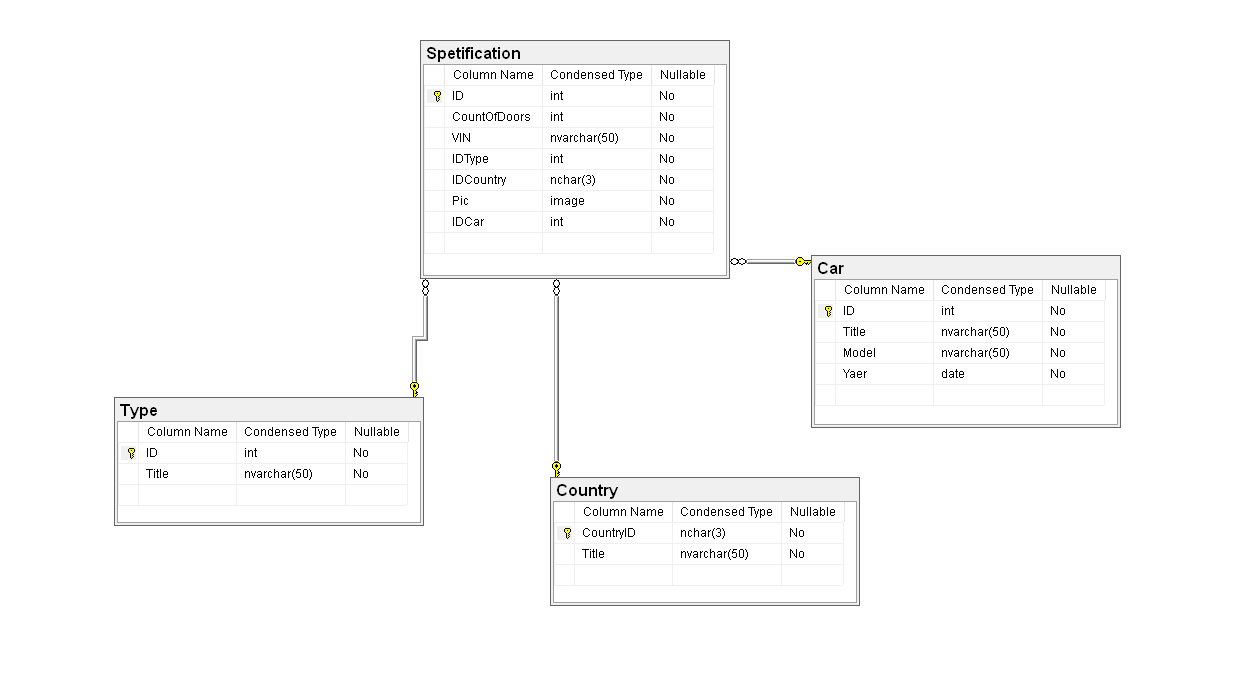 Spetification
Column Name Condensed Type Nullable
ID int No
CountOfDoors int No
VIN nvarchar(50) No
IDType int No
IDCountry nchar(3) No
Pic image No
IDCar int No
Car
Column Name Condensed Type Nullable
ID int No
Title nvarchar(50) No
Model nvarchar(50) No
Yaer date No
Type
Column Name Condensed Type Nullable
ID int No
Title nvarchar(50) No
Country
Column Name Condensed Type Nullable
CountryID nchar(3) No
Title nvarchar(50) No